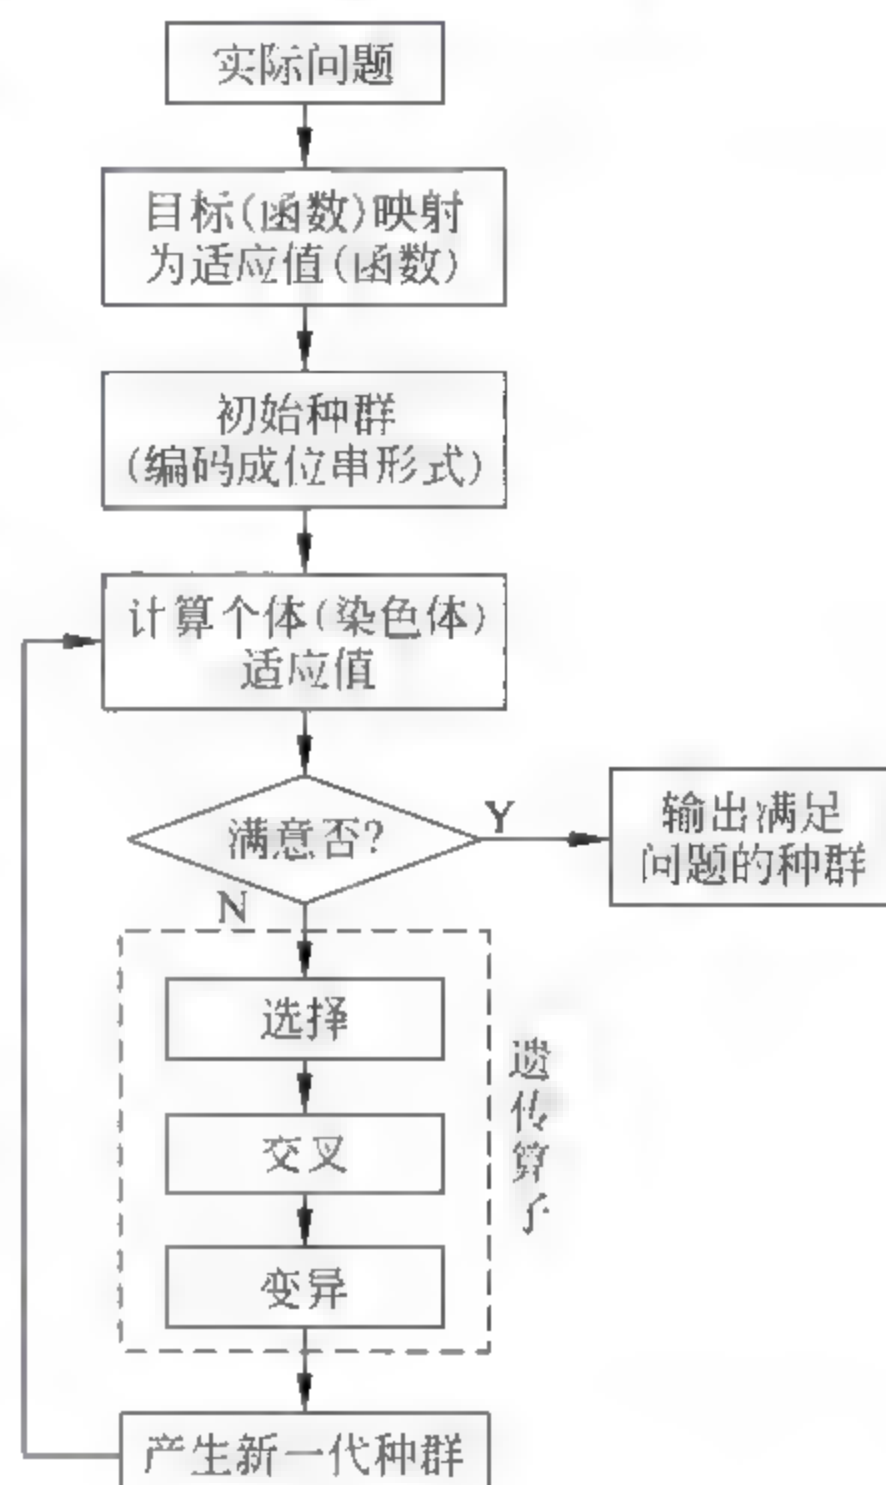 实际问题
目标(函数)映射
为适应值(函数)
初始种群
(编码成位串形式)
计算个体(染色体)
适应值
满意否?
Y
输出满足
问题的种群
N
选择
交叉
变异
遗传算子
产生新一代种群